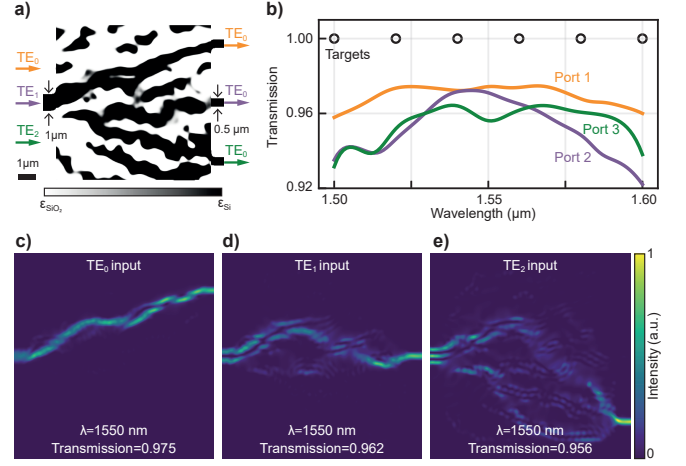 a)
TE₀
TE₀
TE₁
TE₀
TE₂
TE₀
1μm
0.5 μm
1μm
ε_SiO₂
ε_Si
b)
Transmission
1.00
0.96
0.92
Targets
Port 1
Port 3
Port 2
1.50
1.55
1.60
Wavelength (μm)
c)
TE₀ input
λ=1550 nm
Transmission=0.975
d)
TE₁ input
λ=1550 nm
Transmission=0.962
e)
TE₂ input
λ=1550 nm
Transmission=0.956
1
0
Intensity (a.u.)